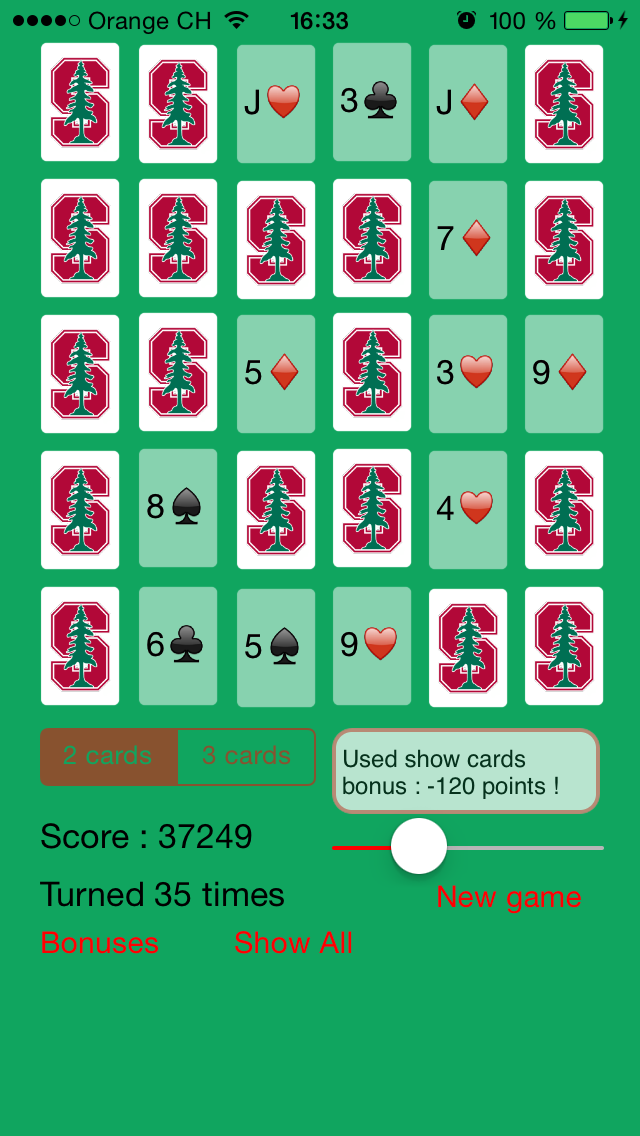 Orange CH 16:33 100 %
J♥ 3♣ J♦
7♦
5♦ 3♥ 9♦
8♠ 4♥
6♣ 5♠ 9♥
2 cards 3 cards
Used show cards
bonus : -120 points !
Score : 37249
Turned 35 times
New game
Bonuses Show All